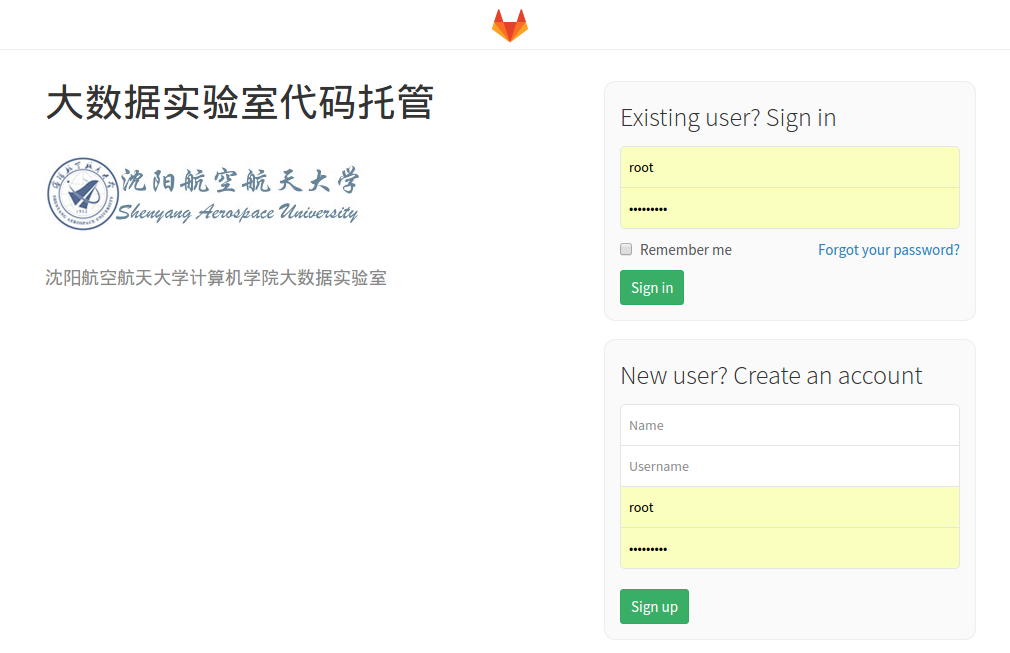 大数据实验室代码托管
沈阳航空航天大学
Shenyang Aerospace University
沈阳航空航天大学计算机学院大数据实验室
Existing user? Sign in
root
•••••••••
Remember me
Forgot your password?
Sign in
New user? Create an account
Name
Username
root
•••••••••
Sign up